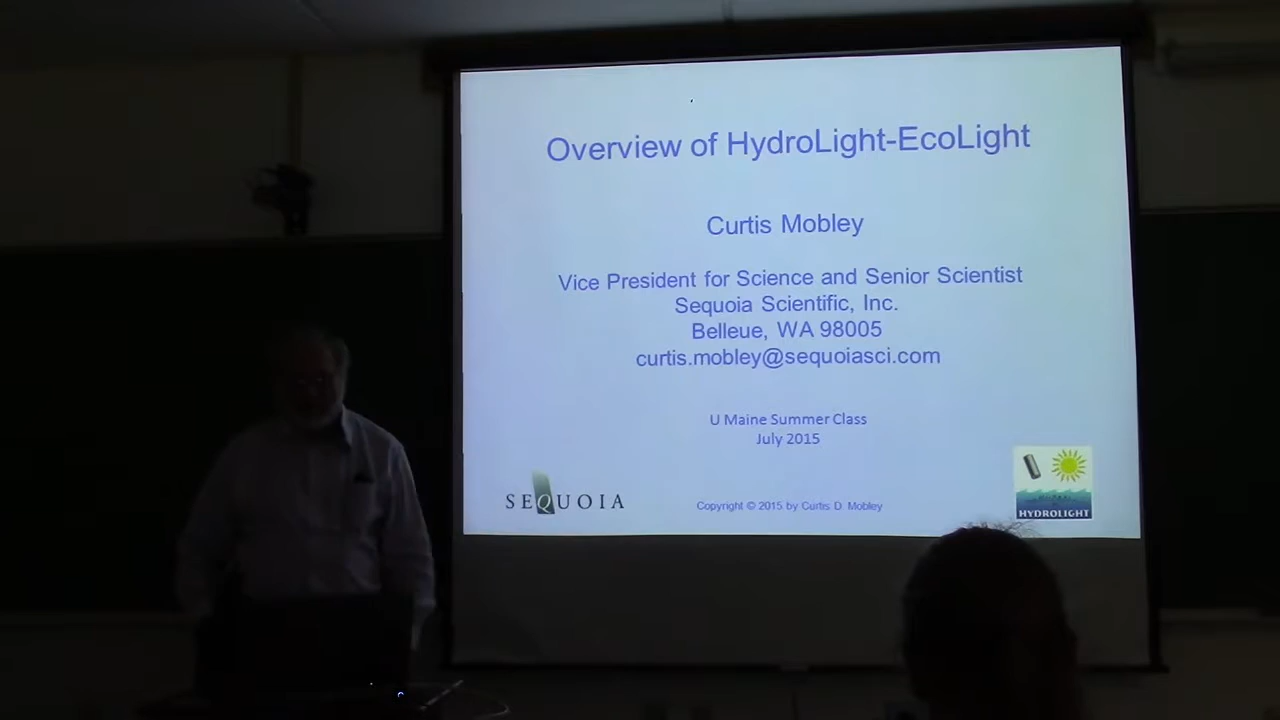 Overview of HydroLight-EcoLight
Curtis Mobley
Vice President for Science and Senior Scientist
Sequoia Scientific, Inc.
Belleue, WA 98005
curtis.mobley@sequoiasci.com
U Maine Summer Class
July 2015
SEQUOIA
Copyright © 2015 by Curtis D. Mobley
HYDROLIGHT